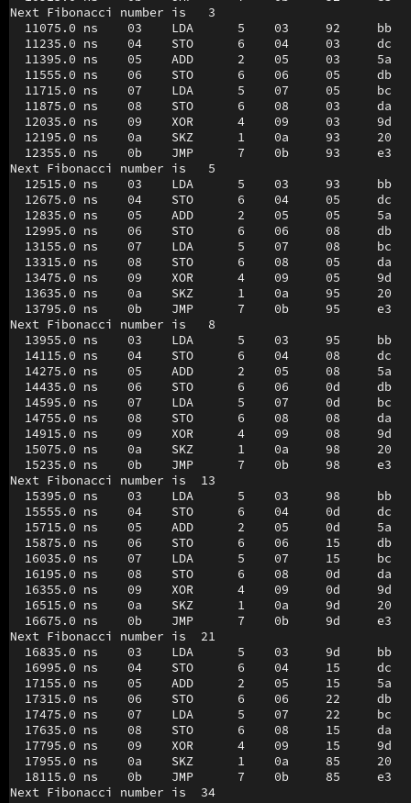 Next Fibonacci number is   3
11075.0 ns    03    LDA    5    03    92    bb
11235.0 ns    04    STO    6    04    03    dc
11395.0 ns    05    ADD    2    05    03    5a
11555.0 ns    06    STO    6    06    05    db
11715.0 ns    07    LDA    5    07    05    bc
11875.0 ns    08    STO    6    08    03    da
12035.0 ns    09    XOR    4    09    03    9d
12195.0 ns    0a    SKZ    1    0a    93    20
12355.0 ns    0b    JMP    7    0b    93    e3
Next Fibonacci number is   5
12515.0 ns    03    LDA    5    03    93    bb
12675.0 ns    04    STO    6    04    05    dc
12835.0 ns    05    ADD    2    05    05    5a
12995.0 ns    06    STO    6    06    08    db
13155.0 ns    07    LDA    5    07    08    bc
13315.0 ns    08    STO    6    08    05    da
13475.0 ns    09    XOR    4    09    05    9d
13635.0 ns    0a    SKZ    1    0a    95    20
13795.0 ns    0b    JMP    7    0b    95    e3
Next Fibonacci number is   8
13955.0 ns    03    LDA    5    03    95    bb
14115.0 ns    04    STO    6    04    08    dc
14275.0 ns    05    ADD    2    05    08    5a
14435.0 ns    06    STO    6    06    0d    db
14595.0 ns    07    LDA    5    07    0d    bc
14755.0 ns    08    STO    6    08    08    da
14915.0 ns    09    XOR    4    09    08    9d
15075.0 ns    0a    SKZ    1    0a    98    20
15235.0 ns    0b    JMP    7    0b    98    e3
Next Fibonacci number is  13
15395.0 ns    03    LDA    5    03    98    bb
15555.0 ns    04    STO    6    04    0d    dc
15715.0 ns    05    ADD    2    05    0d    5a
15875.0 ns    06    STO    6    06    15    db
16035.0 ns    07    LDA    5    07    15    bc
16195.0 ns    08    STO    6    08    0d    da
16355.0 ns    09    XOR    4    09    0d    9d
16515.0 ns    0a    SKZ    1    0a    9d    20
16675.0 ns    0b    JMP    7    0b    9d    e3
Next Fibonacci number is  21
16835.0 ns    03    LDA    5    03    9d    bb
16995.0 ns    04    STO    6    04    15    dc
17155.0 ns    05    ADD    2    05    15    5a
17315.0 ns    06    STO    6    06    22    db
17475.0 ns    07    LDA    5    07    22    bc
17635.0 ns    08    STO    6    08    15    da
17795.0 ns    09    XOR    4    09    15    9d
17955.0 ns    0a    SKZ    1    0a    85    20
18115.0 ns    0b    JMP    7    0b    85    e3
Next Fibonacci number is  34